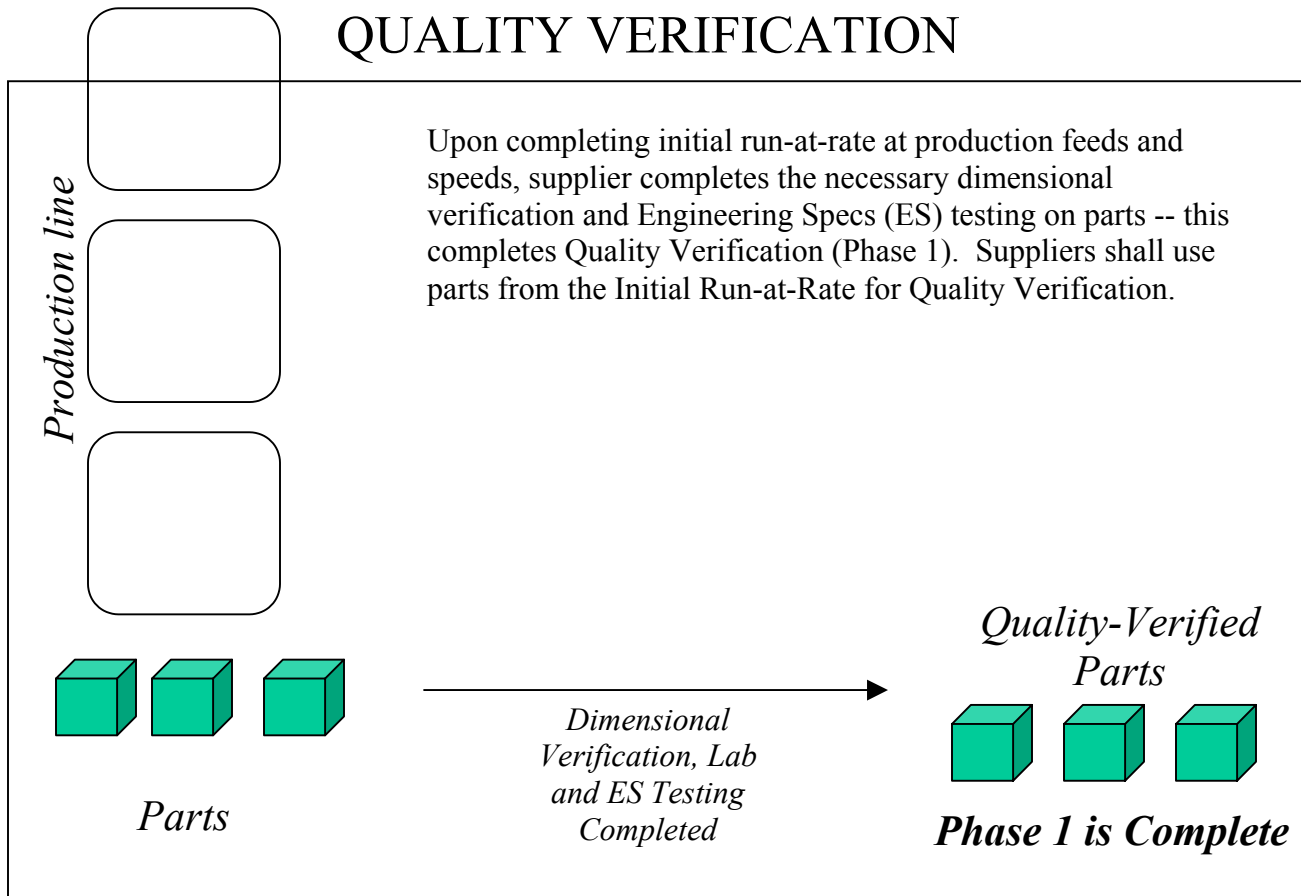 QUALITY VERIFICATION
Production line
Upon completing initial run-at-rate at production feeds and
speeds, supplier completes the necessary dimensional
verification and Engineering Specs (ES) testing on parts -- this
completes Quality Verification (Phase 1).  Suppliers shall use
parts from the Initial Run-at-Rate for Quality Verification.
Parts
Dimensional
Verification, Lab
and ES Testing
Completed
Quality-Verified
Parts
Phase 1 is Complete